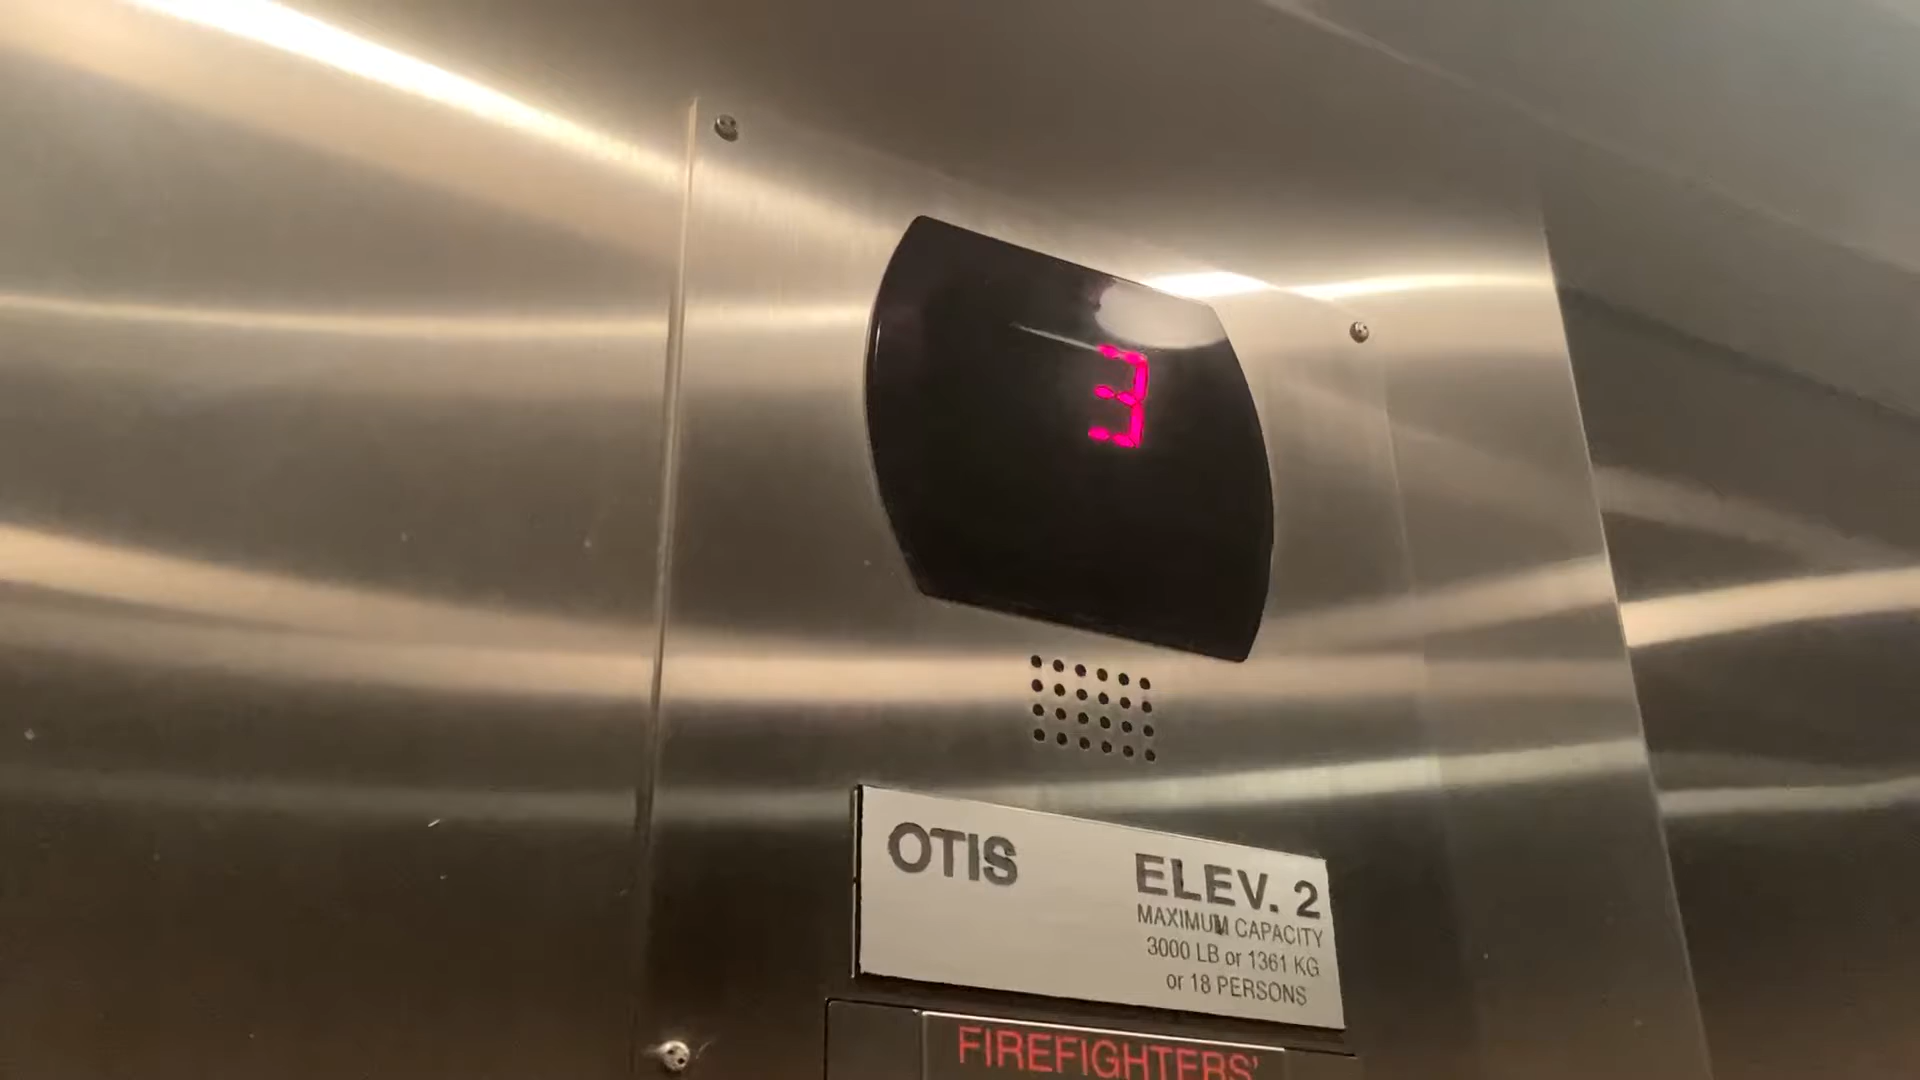 3
OTIS
ELEV. 2
MAXIMUM CAPACITY
3000 LB or 1361 KG
or 18 PERSONS
FIREFIGHTERS'